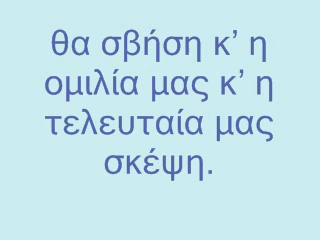 θα σβήση κ’ η
ομιλία μας κ’ η
τελευταία μας
σκέψη.